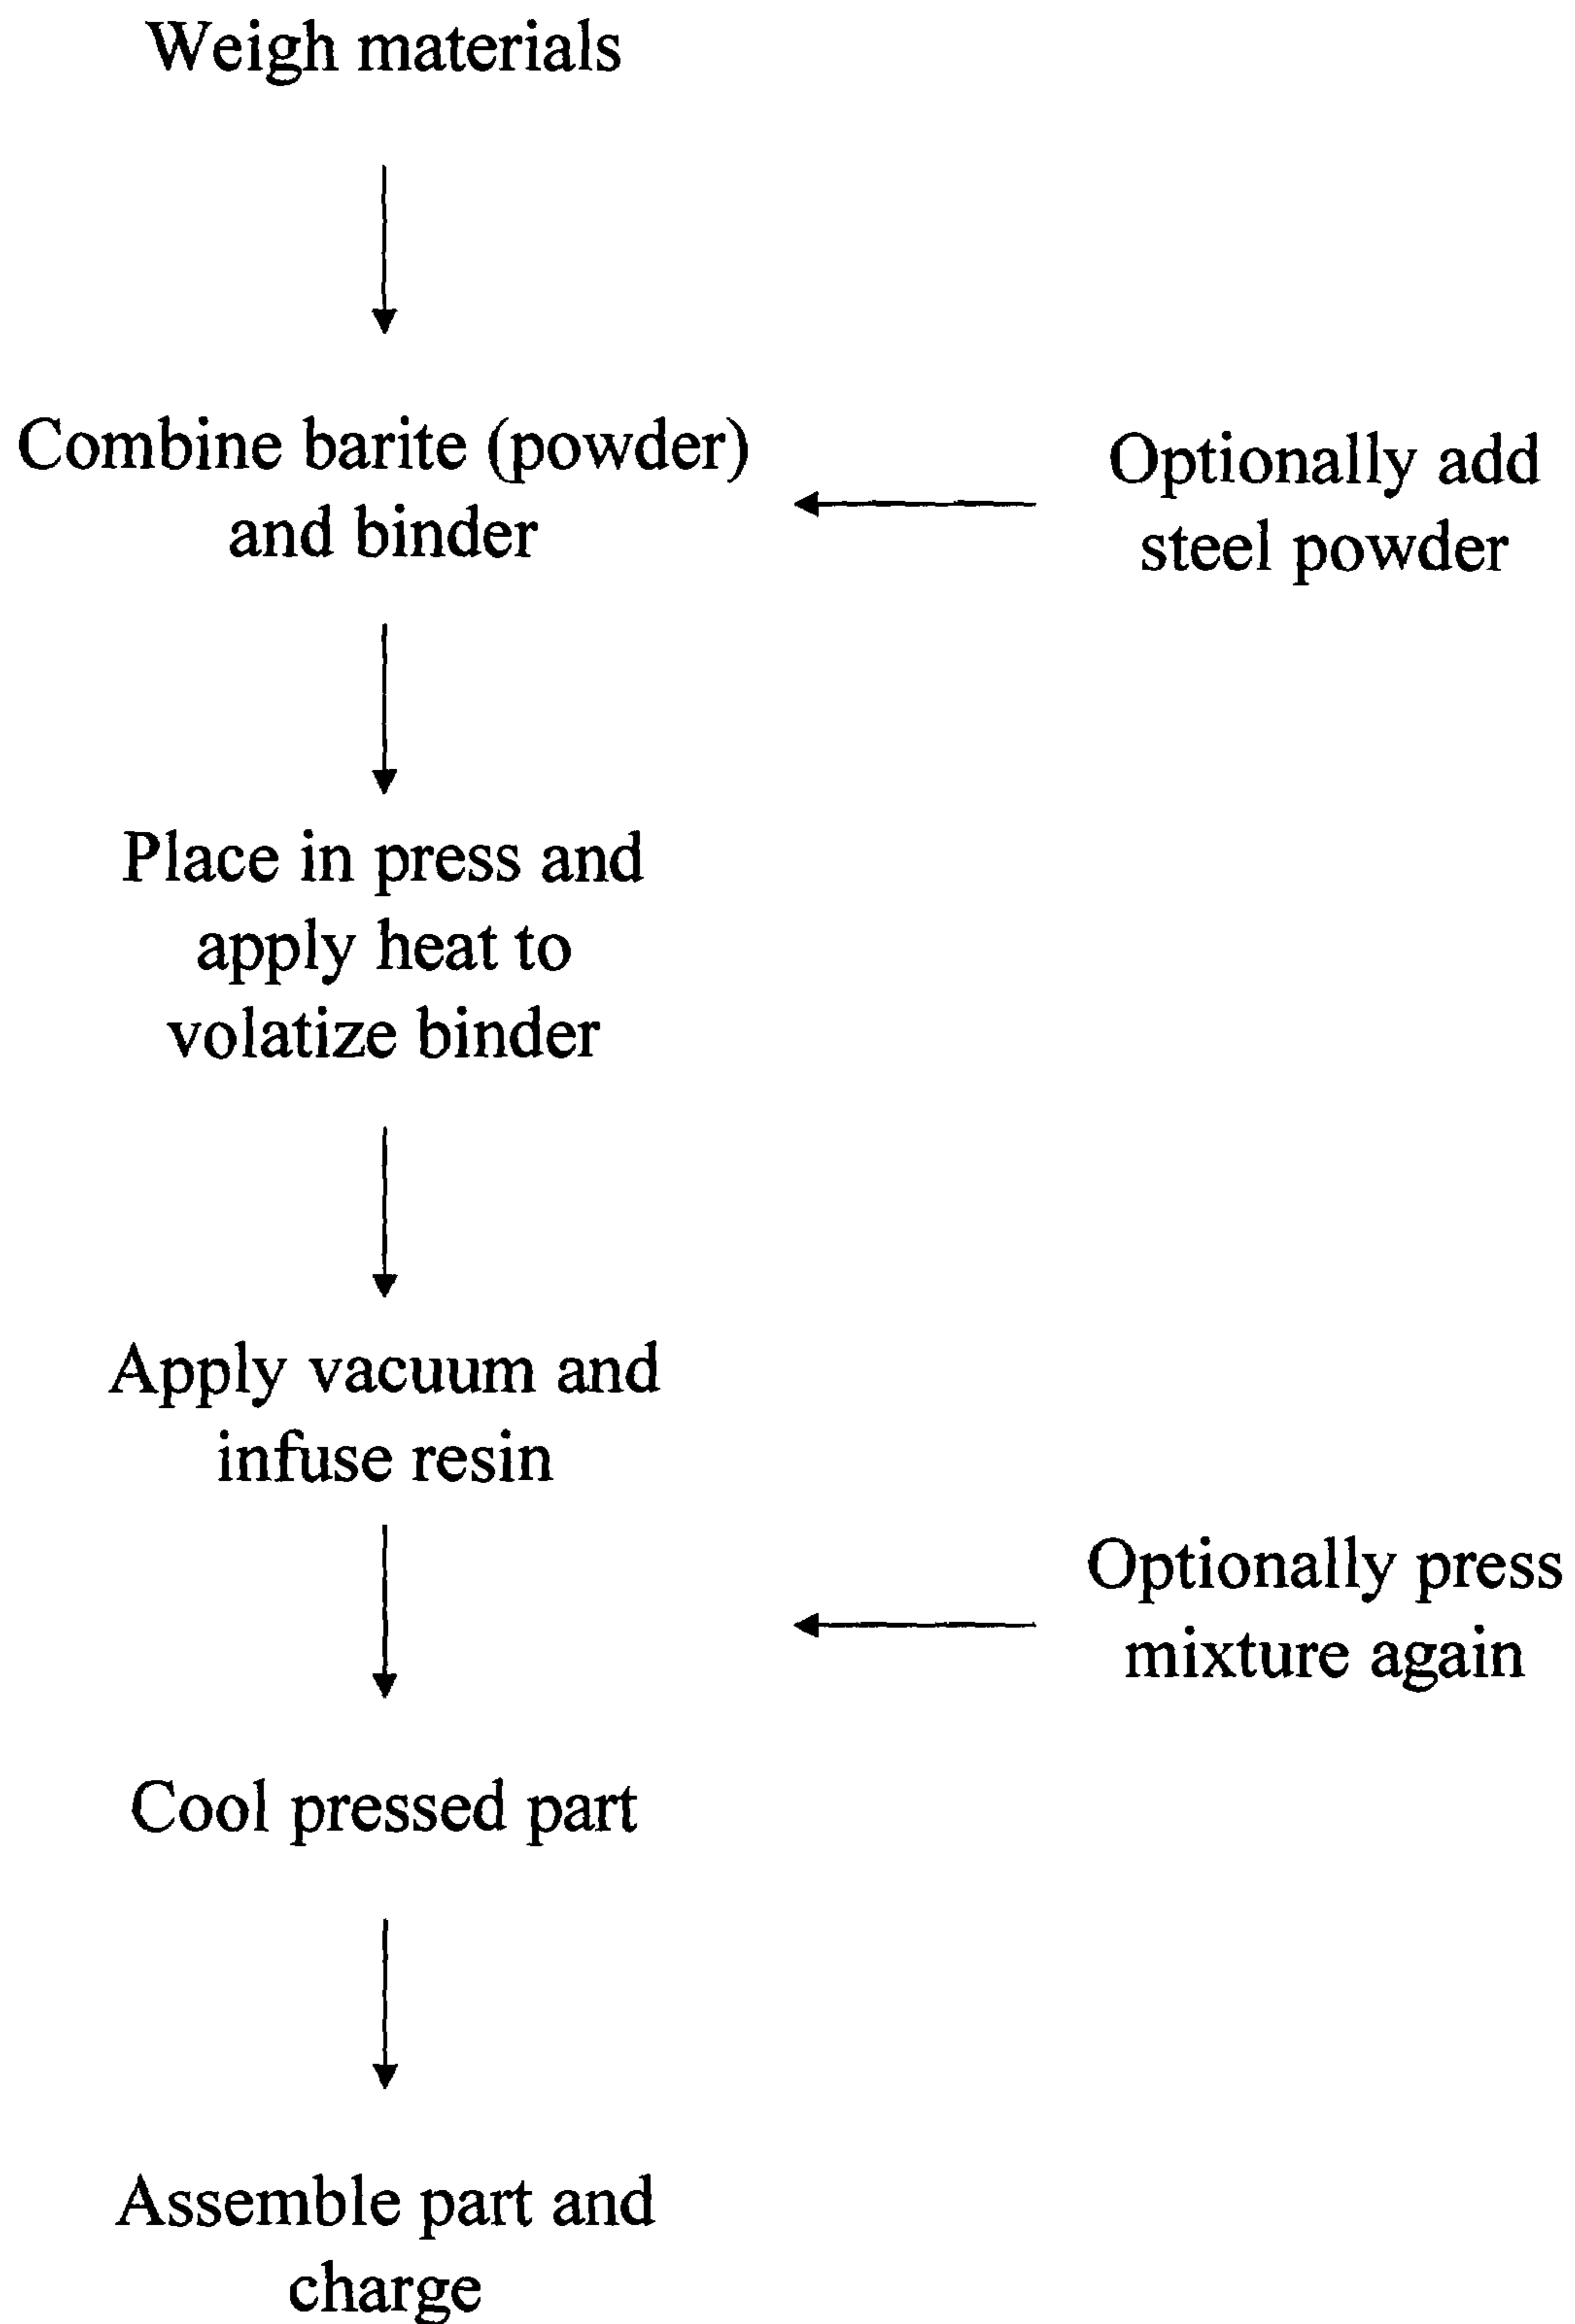 Weigh materials
Combine barite (powder)
and binder
Optionally add
steel powder
Place in press and
apply heat to
volatize binder
Apply vacuum and
infuse resin
Optionally press
mixture again
Cool pressed part
Assemble part and
charge